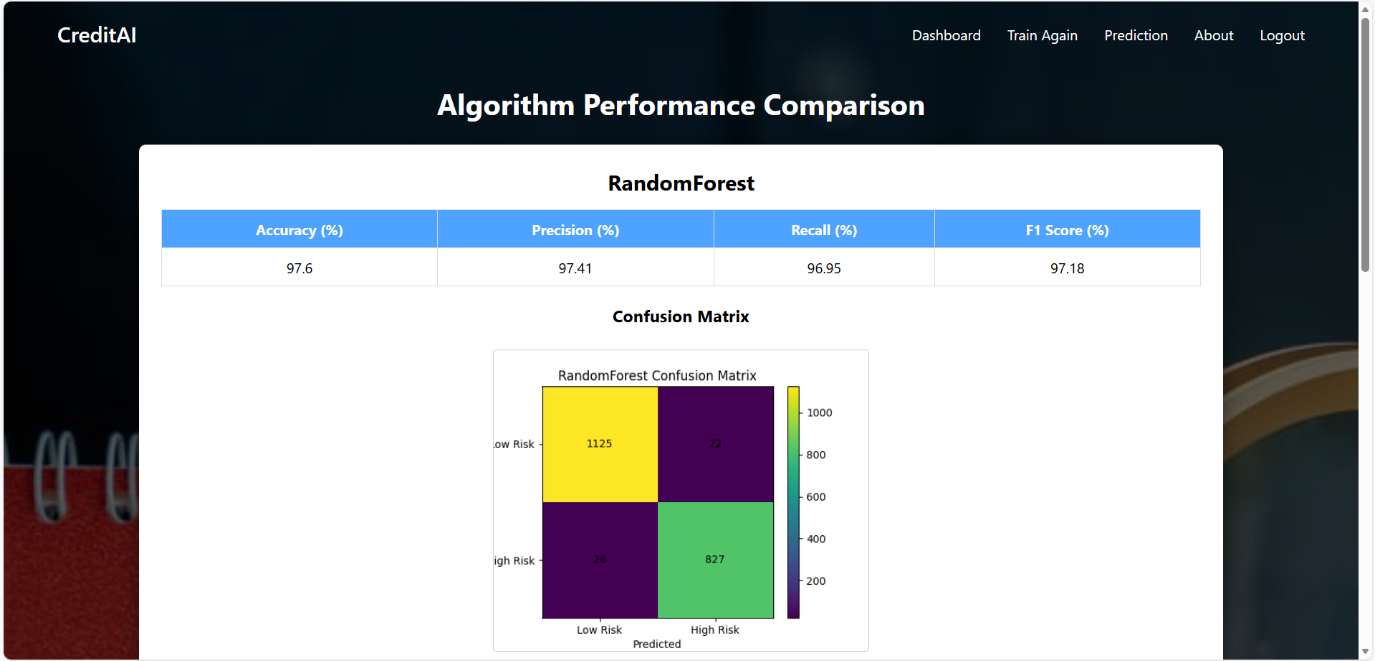 CreditAI
Dashboard Train Again Prediction About Logout
Algorithm Performance Comparison
RandomForest
Accuracy (%) Precision (%) Recall (%) F1 Score (%)
97.6 97.41 96.95 97.18
Confusion Matrix
RandomForest Confusion Matrix
1000
ow Risk 1125 22
800
600
400
igh Risk 26 827
200
Low Risk High Risk
Predicted